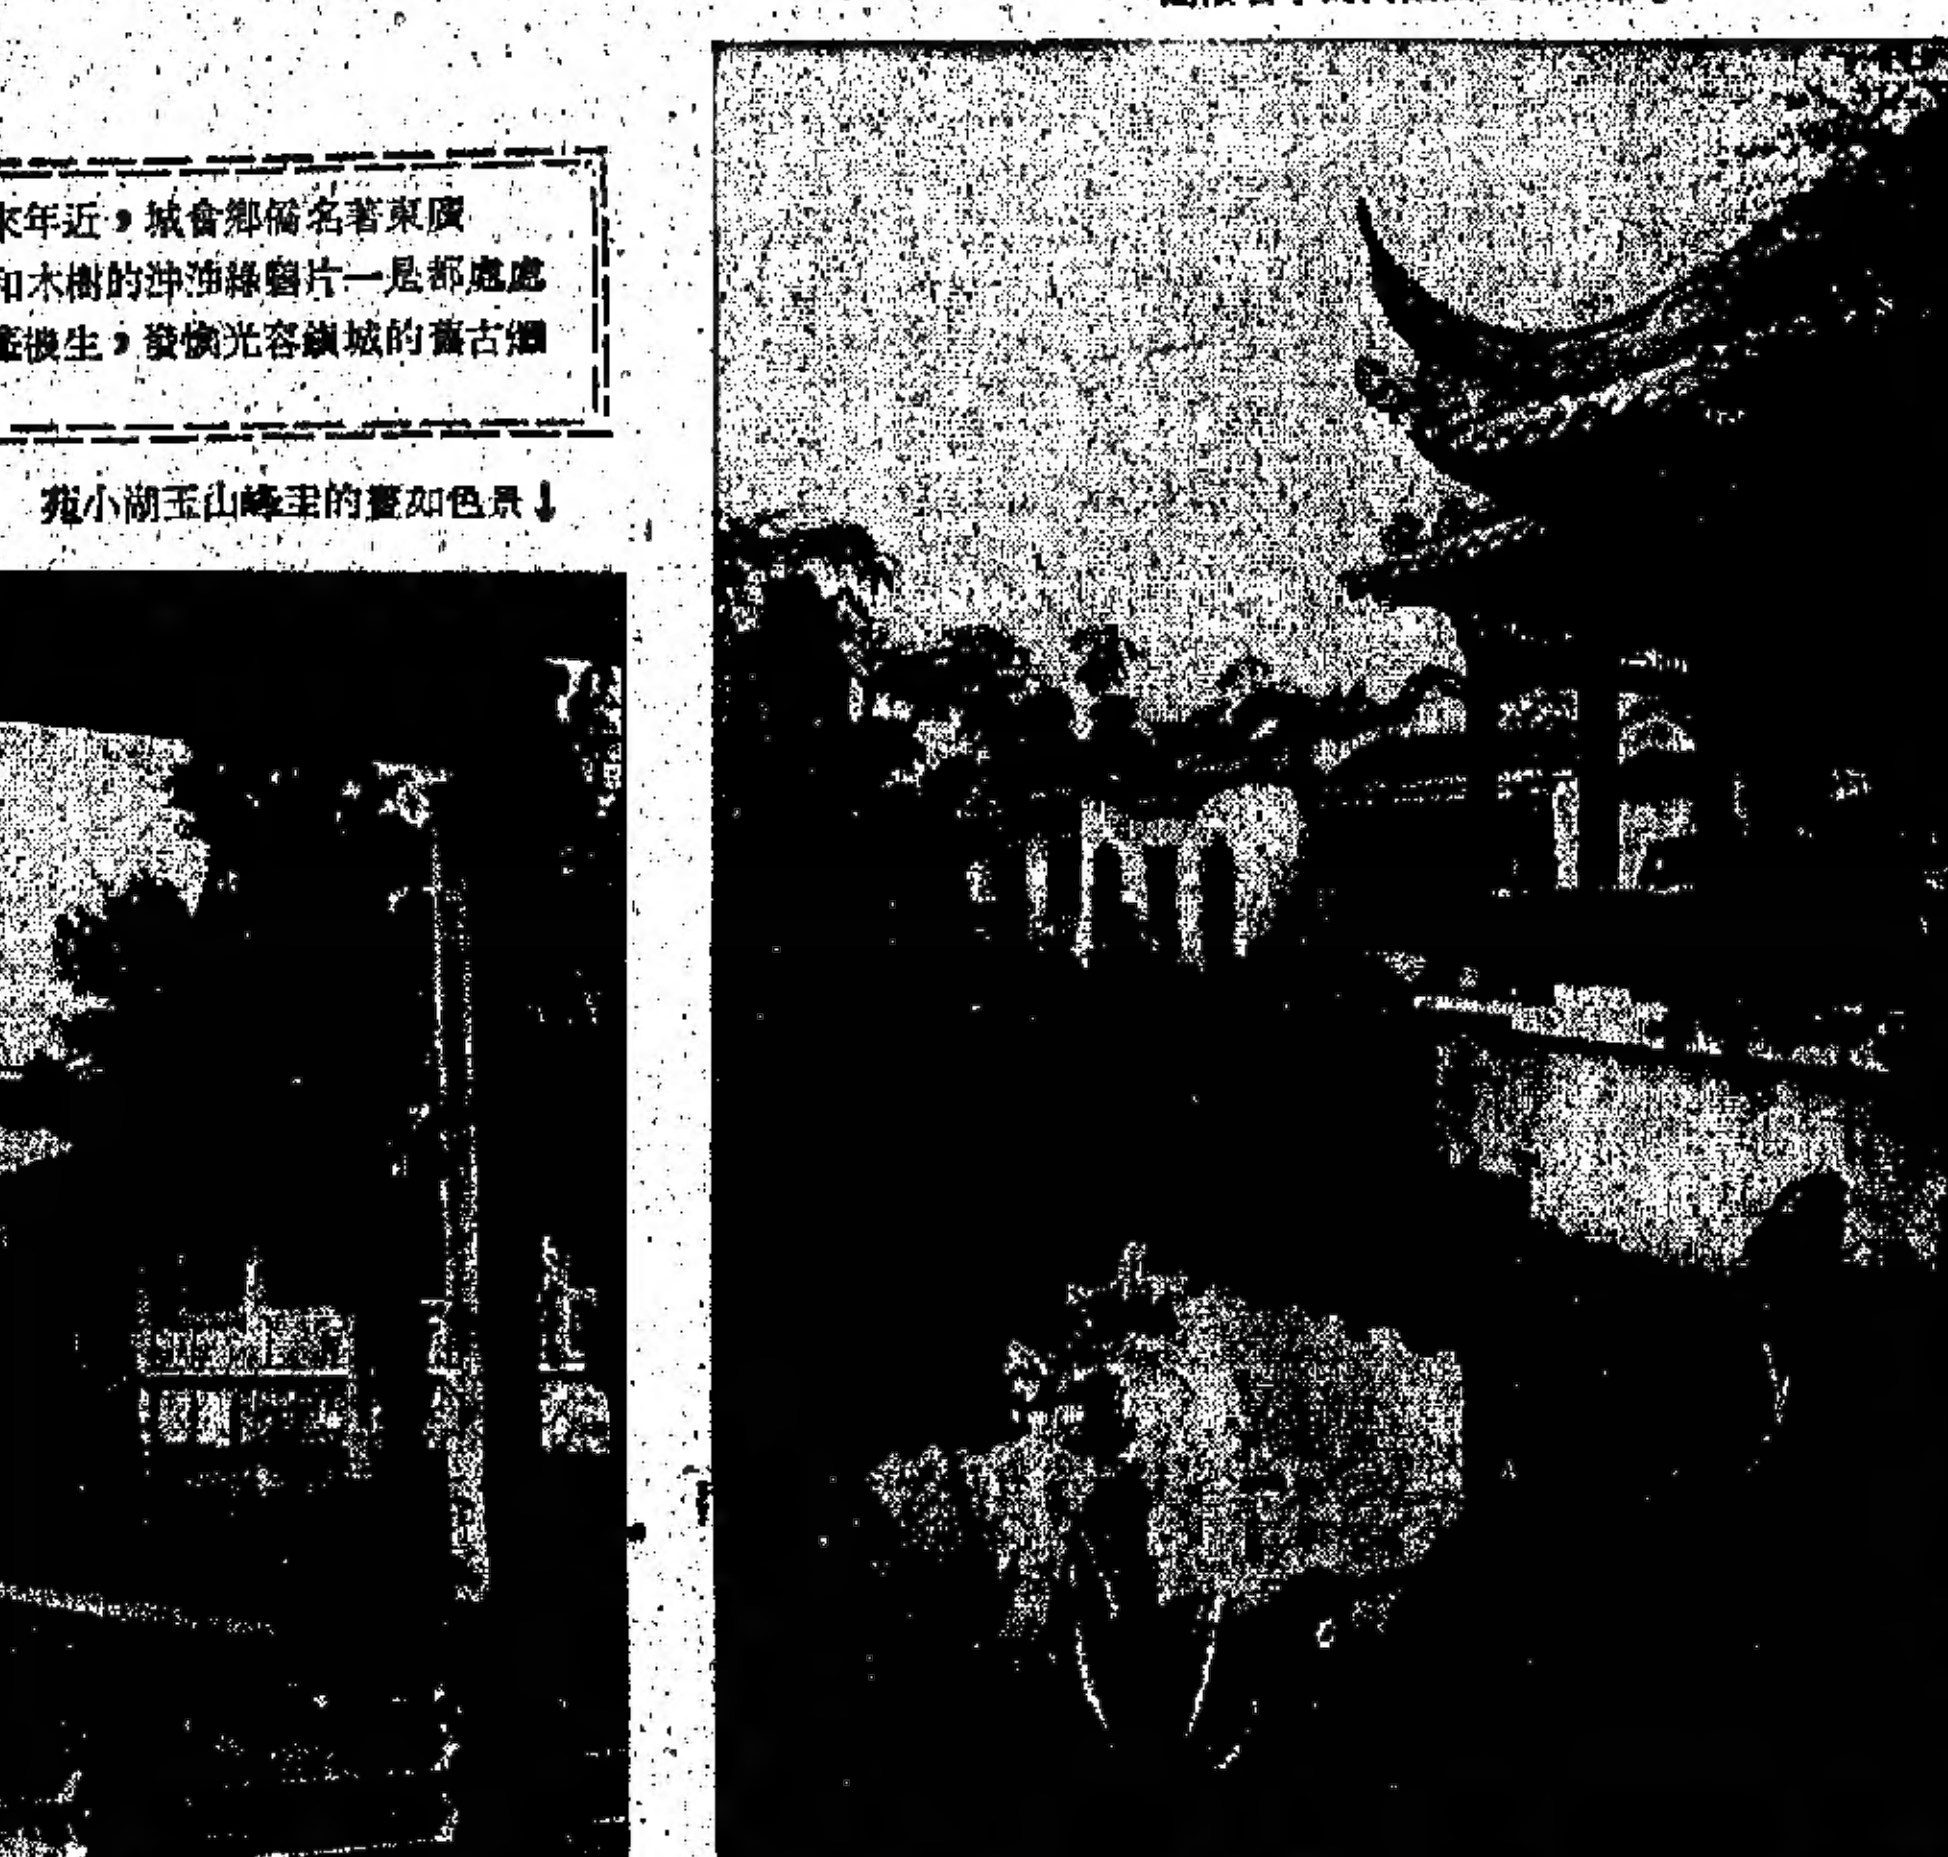 廣東著名僑鄉會城，近年來
處處都是一片綠油油的樹木和
個古舊的城鎮容光煥發，生機
↓景色如畫的圭峰山玉湖小苑